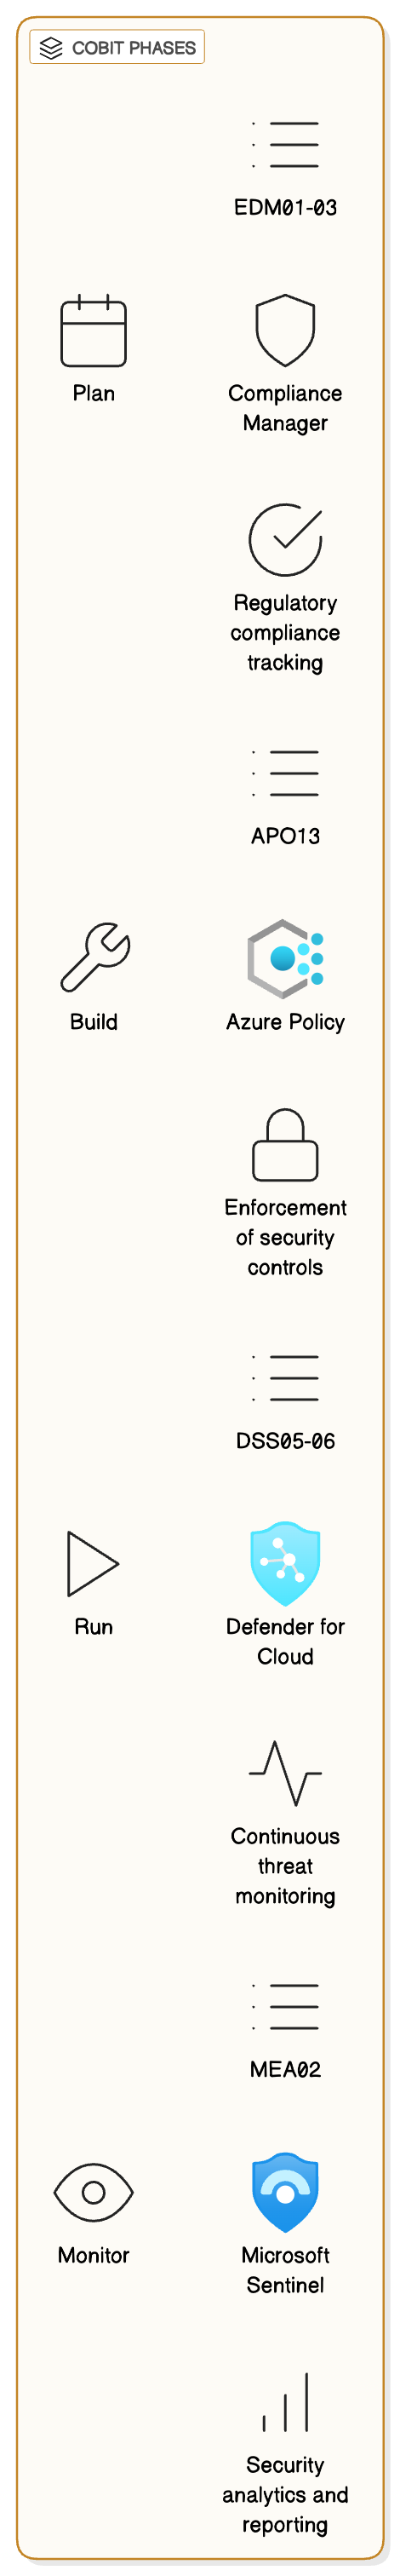 COBIT PHASES
EDM01-03
Plan
Compliance
Manager
Regulatory
compliance
tracking
APO13
Build
Azure Policy
Enforcement
of security
controls
DSS05-06
Run
Defender for
Cloud
Continuous
threat
monitoring
MEA02
Monitor
Microsoft
Sentinel
Security
analytics and
reporting